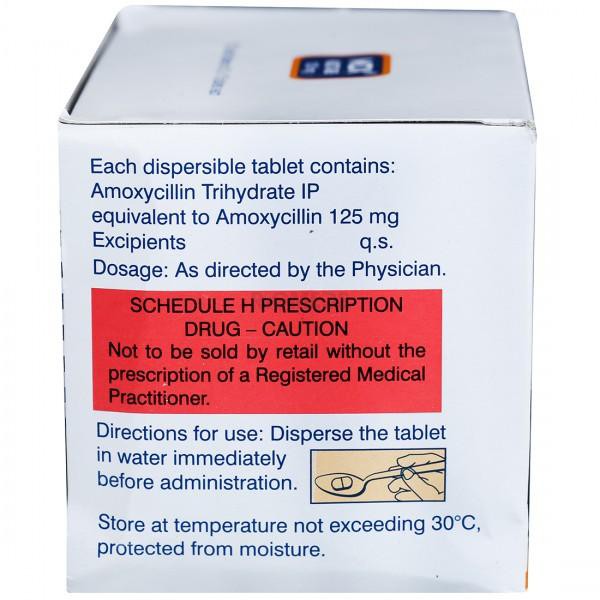 Each dispersible tablet contains:
Amoxycillin Trihydrate IP
equivalent to Amoxycillin 125 mg
Excipients q.s.
Dosage: As directed by the Physician.
SCHEDULE H PRESCRIPTION
DRUG – CAUTION
Not to be sold by retail without the
prescription of a Registered Medical
Practitioner.
Directions for use: Disperse the tablet
in water immediately
before administration.
Store at temperature not exceeding 30°C,
protected from moisture.